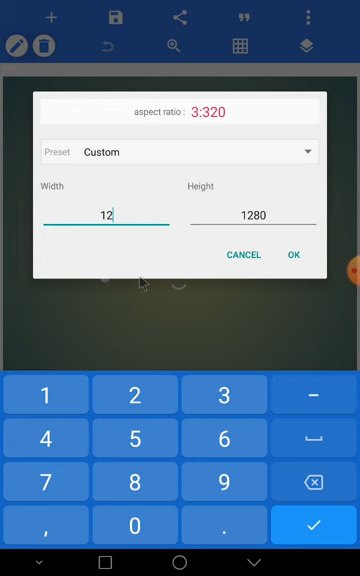 aspect ratio : 3:320
Preset Custom
Width Height
12 1280
CANCEL OK
1 2 3 –
4 5 6
7 8 9
, 0 .